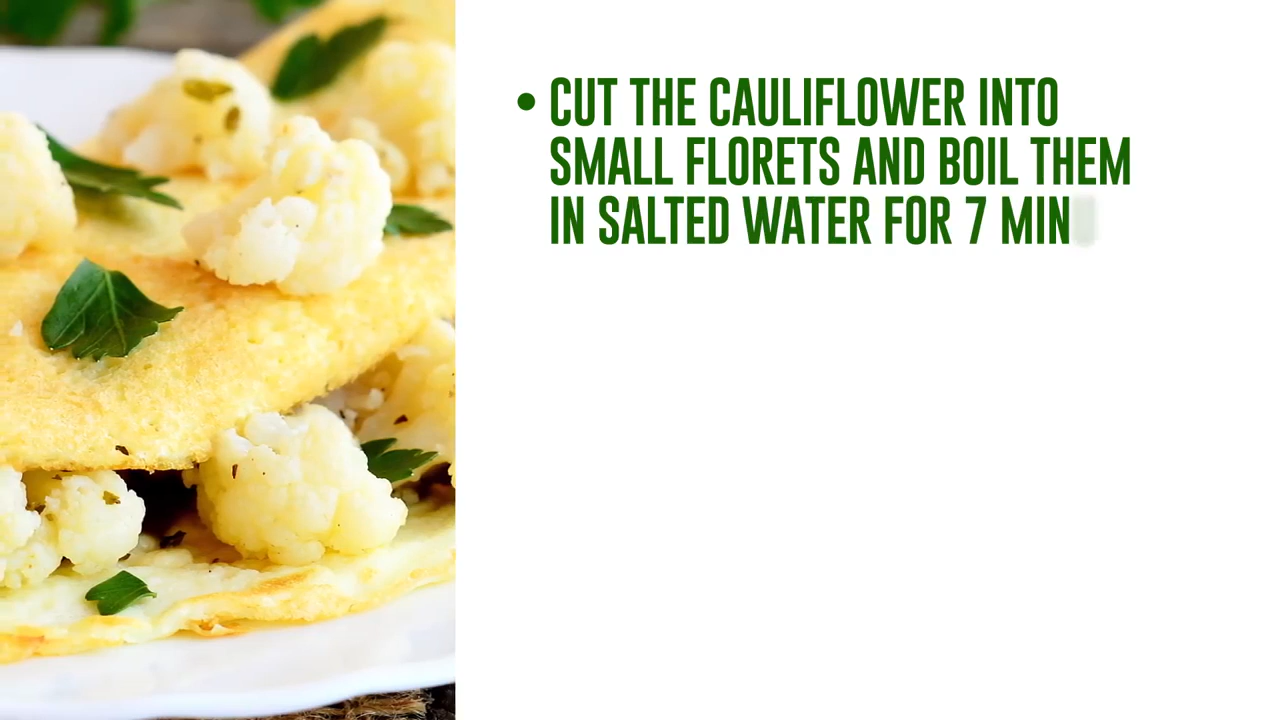 • CUT THE CAULIFLOWER INTO
SMALL FLORETS AND BOIL THEM
IN SALTED WATER FOR 7 MIN